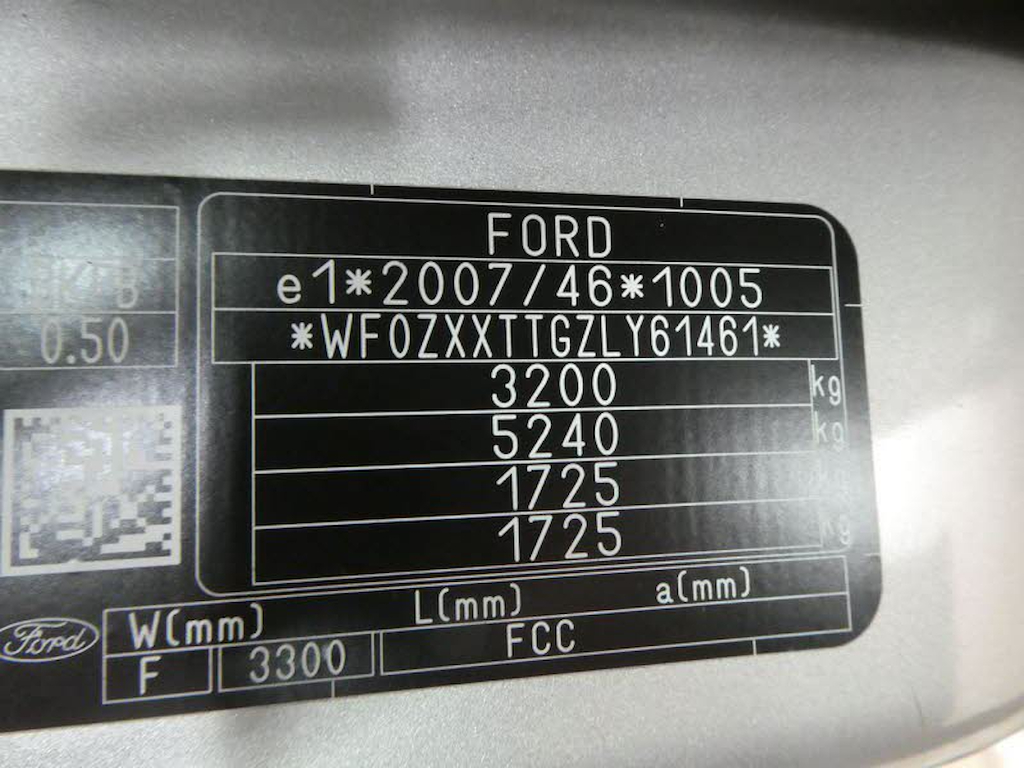 FORD
e1*2007/46*1005
*WF0ZXXTTGZLY61461*
0.50
3200 kg
5240 kg
1725
1725 kg
W(mm) L(mm) a(mm)
F 3300 FCC
Ford